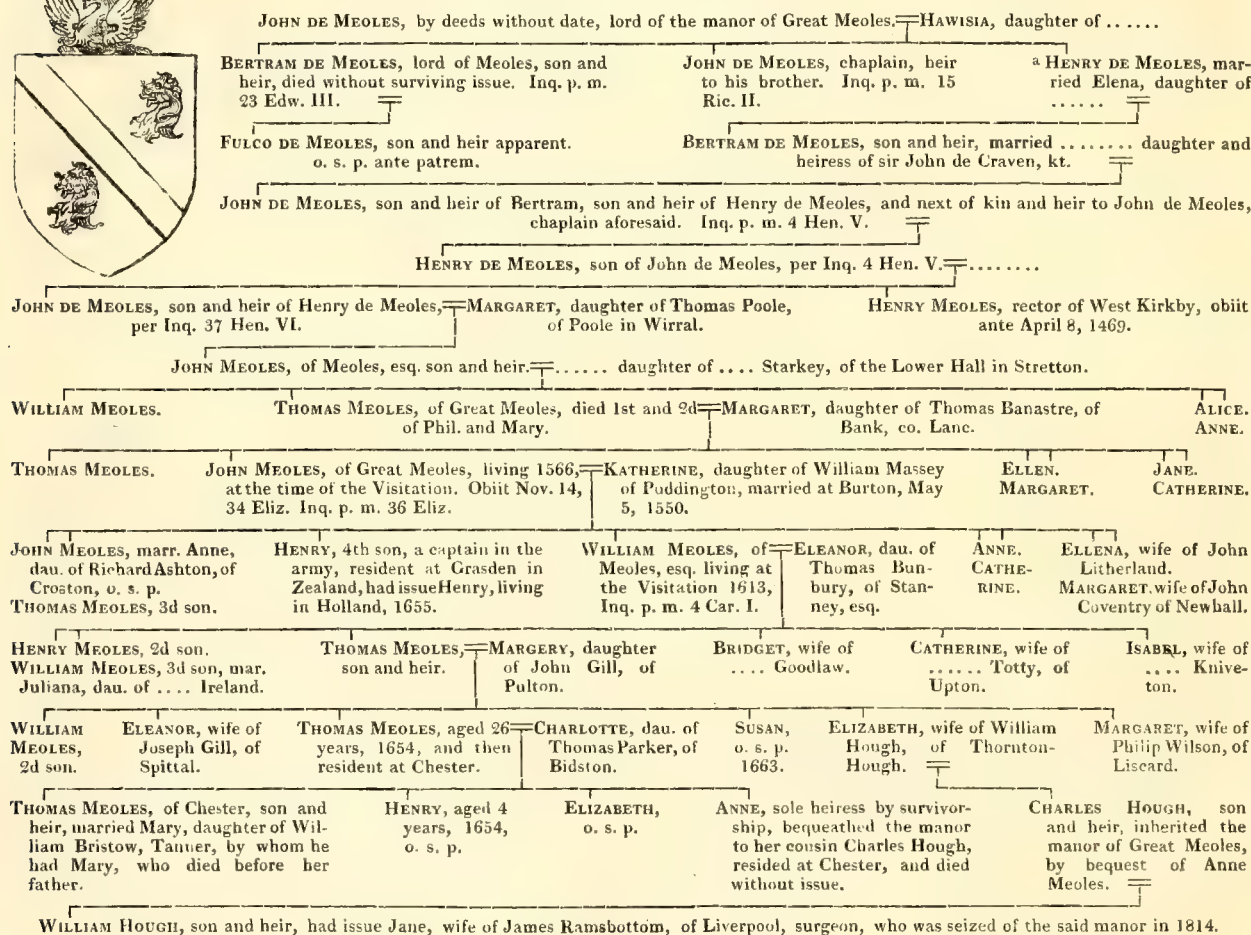 JOHN DE MEOLES, by deeds without date, lord of the manor of Great Meoles. HAWISIA, daughter of ......
BERTRAM DE MEOLES, lord of Meoles, son and
heir, died without surviving issue. Inq. p. m.
23 Edw. III.
JOHN DE MEOLES, chaplain, heir
to his brother. Inq. p. m. 15
Ric. II.
a HENRY DE MEOLES, mar-
ried Elena, daughter of
......
FULCO DE MEOLES, son and heir apparent.
o. s. p. ante patrem.
BERTRAM DE MEOLES, son and heir, married ........ daughter and
heiress of sir John de Craven, kt.
JOHN DE MEOLES, son and heir of Bertram, son and heir of Henry de Meoles, and next of kin and heir to John de Meoles,
chaplain aforesaid. Inq. p. m. 4 Hen. V.
HENRY DE MEOLES, son of John de Meoles, per Inq. 4 Hen. V. ........
JOHN DE MEOLES, son and heir of Henry de Meoles,
per Inq. 37 Hen. VI.
MARGARET, daughter of Thomas Poole,
of Poole in Wirral.
HENRY MEOLES, rector of West Kirkby, obiit
ante April 8, 1469.
JOHN MEOLES, of Meoles, esq. son and heir. ...... daughter of .... Starkey, of the Lower Hall in Stretton.
WILLIAM MEOLES.
THOMAS MEOLES, of Great Meoles, died 1st and 2d
of Phil. and Mary.
MARGARET, daughter of Thomas Banastre, of
Bank, co. Lanc.
ALICE.
ANNE.
THOMAS MEOLES.
JOHN MEOLES, of Great Meoles, living 1566,
at the time of the Visitation. Obiit Nov. 14,
34 Eliz. Inq. p. m. 36 Eliz.
KATHERINE, daughter of William Massey
of Puddington, married at Burton, May
5, 1550.
ELLEN.
MARGARET.
JANE.
CATHERINE.
JOHN MEOLES, marr. Anne,
dau. of Richard Ashton, of
Croston, o. s. p.
THOMAS MEOLES, 3d son.
HENRY, 4th son, a captain in the
army, resident at Grasden in
Zealand, had issue Henry, living
in Holland, 1655.
WILLIAM MEOLES, of
Meoles, esq. living at
the Visitation 1613,
Inq. p. m. 4 Car. I.
ELEANOR, dau. of
Thomas Bun-
bury, of Stan-
ney, esq.
ANNE.
CATHE-
RINE.
ELLENA, wife of John
Litherland.
MARGARET, wife of John
Coventry of Newhall.
HENRY MEOLES, 2d son.
WILLIAM MEOLES, 3d son, mar.
Juliana, dau. of .... Ireland.
THOMAS MEOLES,
son and heir.
MARGERY, daughter
of John Gill, of
Pulton.
BRIDGET, wife of
.... Goodlaw.
CATHERINE, wife of
...... Totty, of
Upton.
ISABEL, wife of
.... Knive-
ton.
WILLIAM
MEOLES,
2d son.
ELEANOR, wife of
Joseph Gill, of
Spittal.
THOMAS MEOLES, aged 26
years, 1654, and then
resident at Chester.
CHARLOTTE, dau. of
Thomas Parker, of
Bidston.
SUSAN,
o. s. p.
1663.
ELIZABETH, wife of William
Hough, of Thornton-
Hough.
MARGARET, wife of
Philip Wilson, of
Liscard.
THOMAS MEOLES, of Chester, son and
heir, married Mary, daughter of Wil-
liam Bristow, Tanner, by whom he
had Mary, who died before her
father.
HENRY, aged 4
years, 1654,
o. s. p.
ELIZABETH,
o. s. p.
ANNE, sole heiress by survivor-
ship, bequeathed the manor
to her cousin Charles Hough,
resided at Chester, and died
without issue.
CHARLES HOUGH, son
and heir, inherited the
manor of Great Meoles,
by bequest of Anne
Meoles.
WILLIAM HOUGH, son and heir, had issue Jane, wife of James Ramsbottom, of Liverpool, surgeon, who was seized of the said manor in 1814.